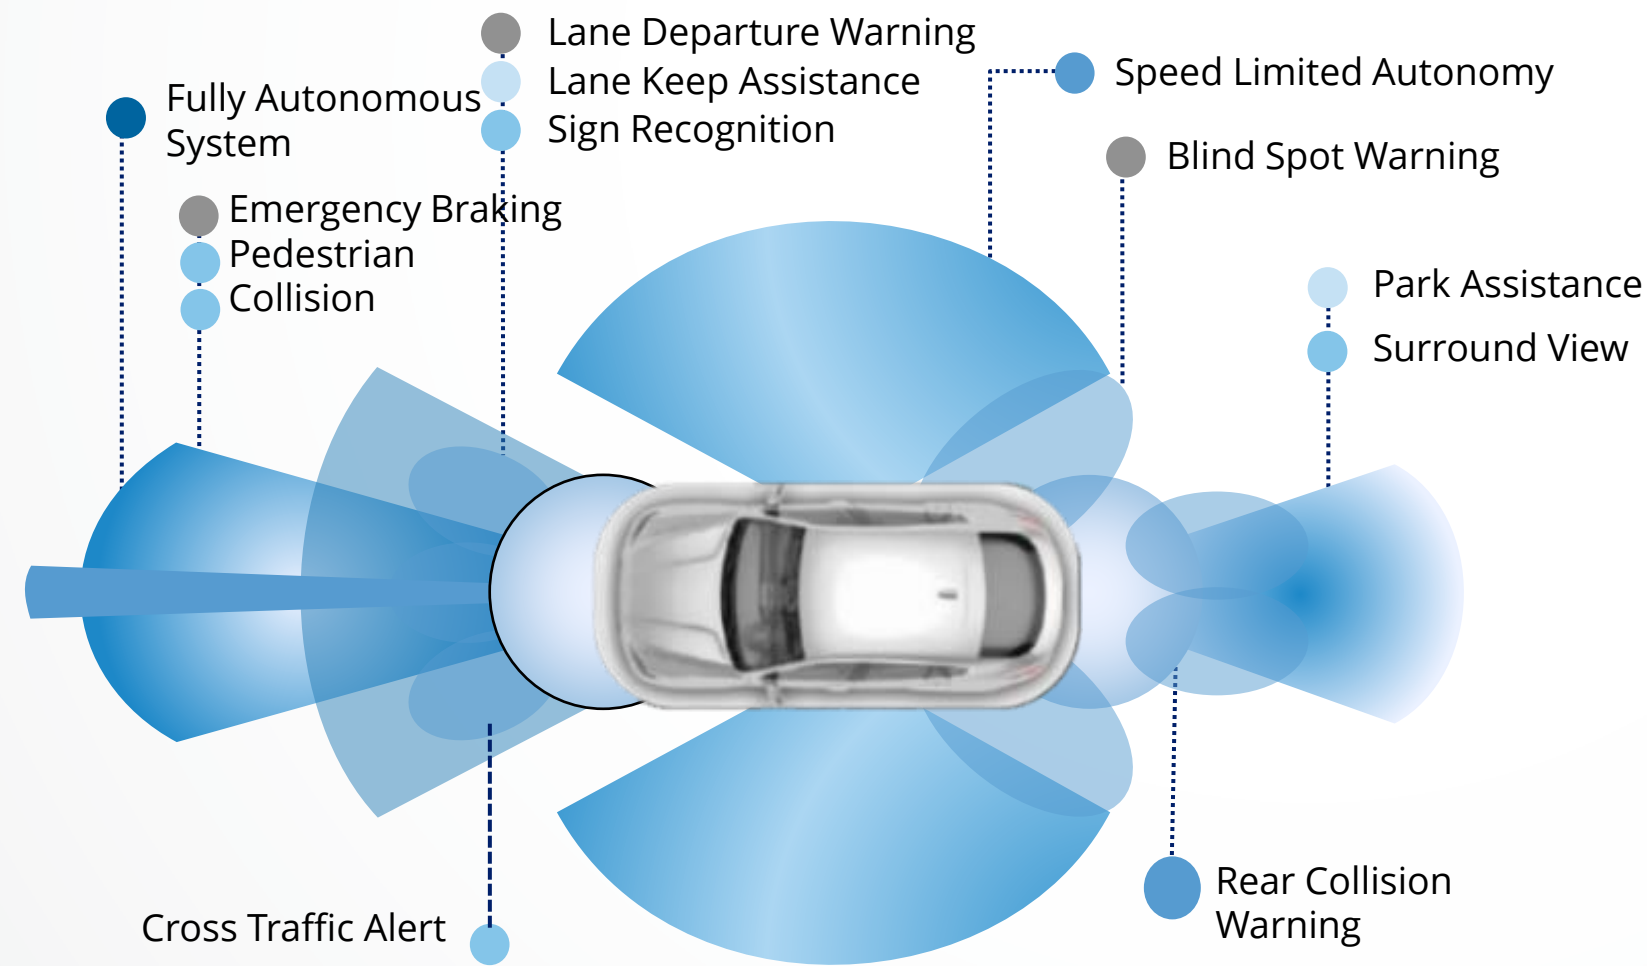 Lane Departure Warning
Lane Keep Assistance
Sign Recognition
Fully Autonomous
System
Emergency Braking
Pedestrian
Collision
Speed Limited Autonomy
Blind Spot Warning
Park Assistance
Surround View
Cross Traffic Alert
Rear Collision
Warning